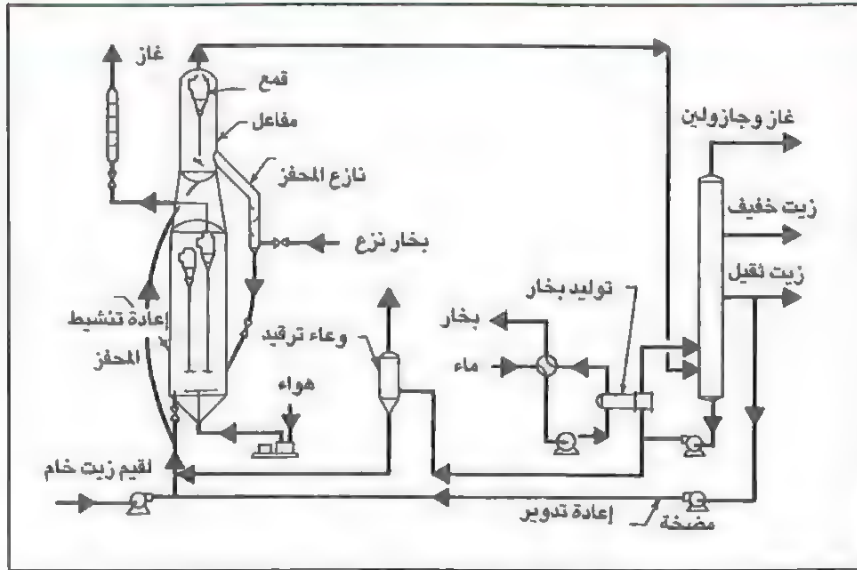 غاز
قمع
مفاعل
نازع المحفز
بخار نزع
إعادة تنشيط
المحفز
هواء
لقيم زيت خام
وعاء ترقيد
بخار
ماء
توليد بخار
غاز وجازولين
زيت خفيف
زيت ثقيل
إعادة تدوير
مضخة